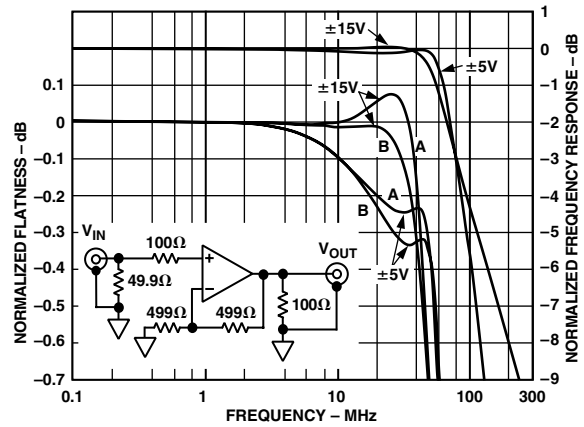 NORMALIZED FLATNESS – dB
0.1
0
–0.1
–0.2
–0.3
–0.4
–0.5
–0.6
–0.7
1
0
–1
–2
–3
–4
–5
–6
–7
–8
–9
NORMALIZED FREQUENCY RESPONSE – dB
±15V
±5V
±15V
B
A
A
B
±5V
VIN
100Ω
49.9Ω
+
–
VOUT
100Ω
499Ω
499Ω
0.1
1
10
100
300
FREQUENCY – MHz